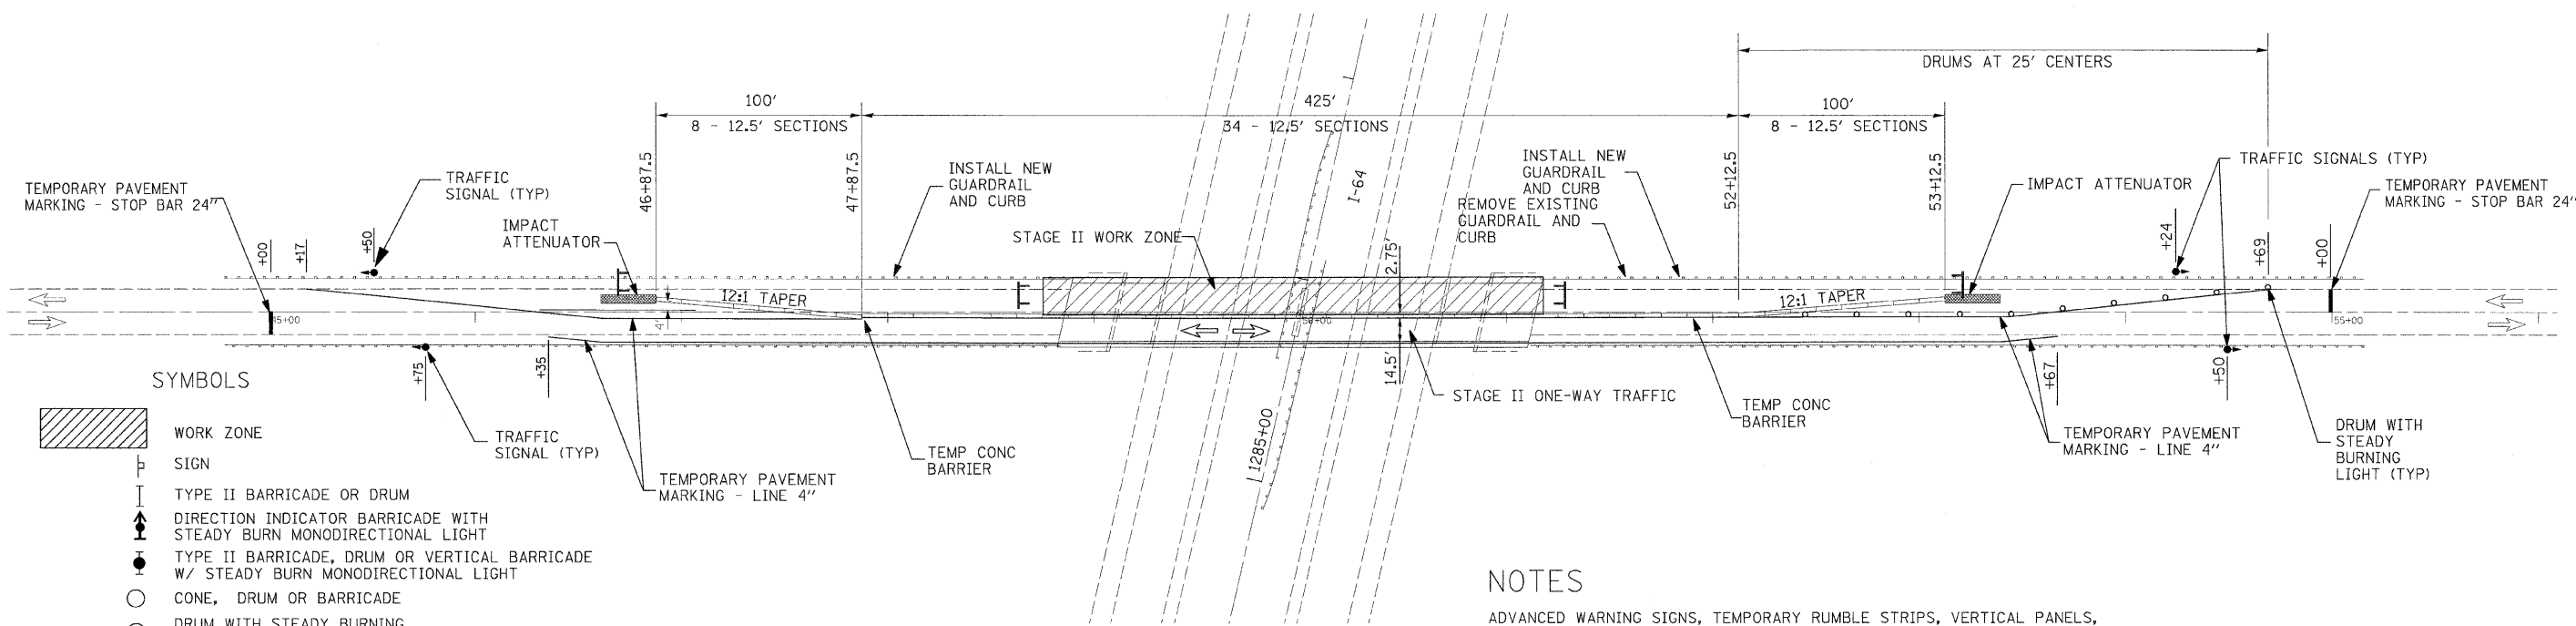 DRUMS AT 25' CENTERS
100'
8 - 12.5' SECTIONS
425'
34 - 12.5' SECTIONS
100'
8 - 12.5' SECTIONS
TEMPORARY PAVEMENT
MARKING - STOP BAR 24"
TRAFFIC
SIGNAL (TYP)
IMPACT
ATTENUATOR
46+87.5
47+87.5
INSTALL NEW
GUARDRAIL
AND CURB
STAGE II WORK ZONE
I-64
INSTALL NEW
GUARDRAIL
AND CURB
REMOVE EXISTING
GUARDRAIL AND
CURB
52+12.5
53+12.5
IMPACT ATTENUATOR
TRAFFIC SIGNALS (TYP)
TEMPORARY PAVEMENT
MARKING - STOP BAR 24"
+00
+17
+50
+24
+69
+00
12:1 TAPER
2.75'
12:1 TAPER
45+00
4'
50+00
55+00
+75
+35
14.5'
+67
+50
STAGE II ONE-WAY TRAFFIC
TEMP CONC
BARRIER
1285+00
TRAFFIC
SIGNAL (TYP)
TEMPORARY PAVEMENT
MARKING - LINE 4"
TEMP CONC
BARRIER
TEMPORARY PAVEMENT
MARKING - LINE 4"
DRUM WITH
STEADY
BURNING
LIGHT (TYP)
SYMBOLS
WORK ZONE
SIGN
TYPE II BARRICADE OR DRUM
DIRECTION INDICATOR BARRICADE WITH
STEADY BURN MONODIRECTIONAL LIGHT
TYPE II BARRICADE, DRUM OR VERTICAL BARRICADE
W/ STEADY BURN MONODIRECTIONAL LIGHT
CONE, DRUM OR BARRICADE
DRUM WITH STEADY BURNING
NOTES
ADVANCED WARNING SIGNS, TEMPORARY RUMBLE STRIPS, VERTICAL PANELS,